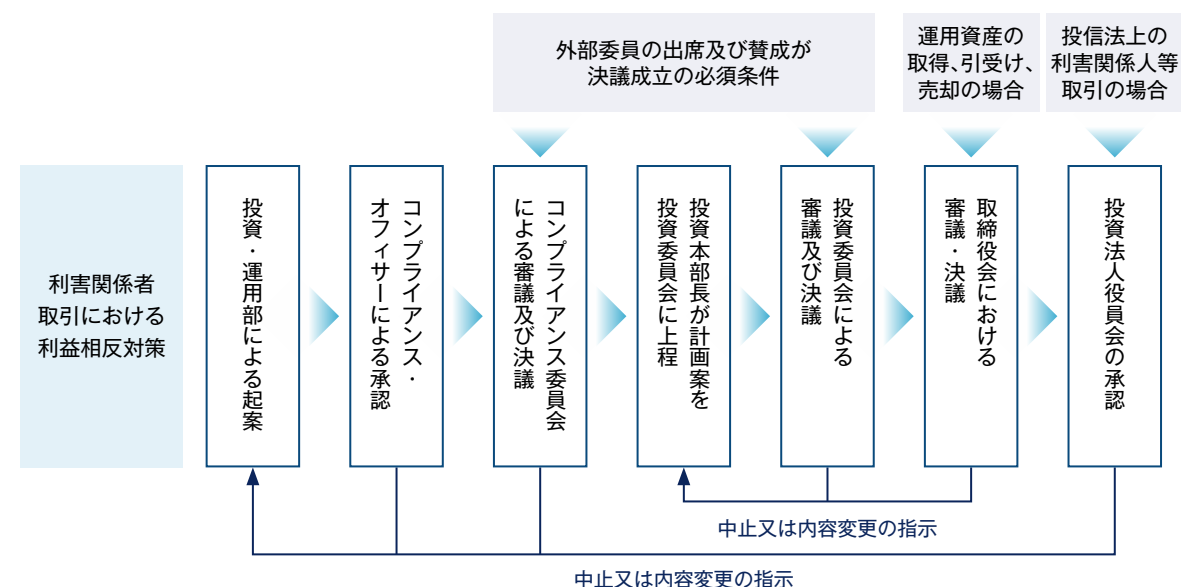 外部委員の出席及び賛成が
決議成立の必須条件
運用資産の
取得、引受け、
売却の場合
投信法上の
利害関係人等
取引の場合
利害関係者
取引における
利益相反対策
投資・運用部による起案
コンプライアンス・
オフィサーによる承認
コンプライアンス委員会
による審議及び決議
投資本部長が計画案を
投資委員会に上程
投資委員会による
審議及び決議
取締役会における
審議・決議
投資法人役員会の承認
中止又は内容変更の指示
中止又は内容変更の指示